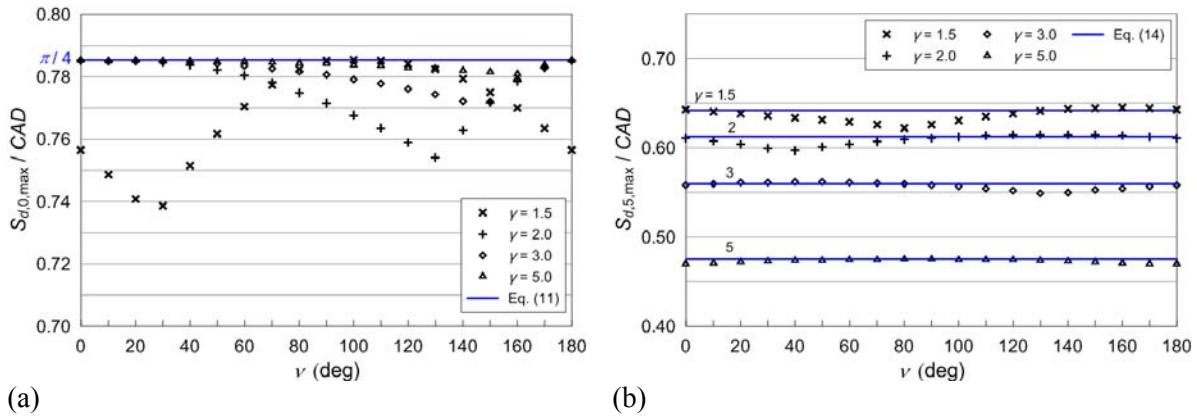 0.80
π/4
0.78
0.76
0.74
0.72
0.70
S_{d,0,max} / CAD
× γ = 1.5
+ γ = 2.0
◇ γ = 3.0
△ γ = 5.0
— Eq. (11)
0 20 40 60 80 100 120 140 160 180
ν (deg)
(a)
× γ = 1.5 ◇ γ = 3.0 — Eq. (14)
+ γ = 2.0 △ γ = 5.0
0.70
0.60
0.50
0.40
S_{d,5,max} / CAD
γ = 1.5
2
3
5
0 20 40 60 80 100 120 140 160 180
ν (deg)
(b)